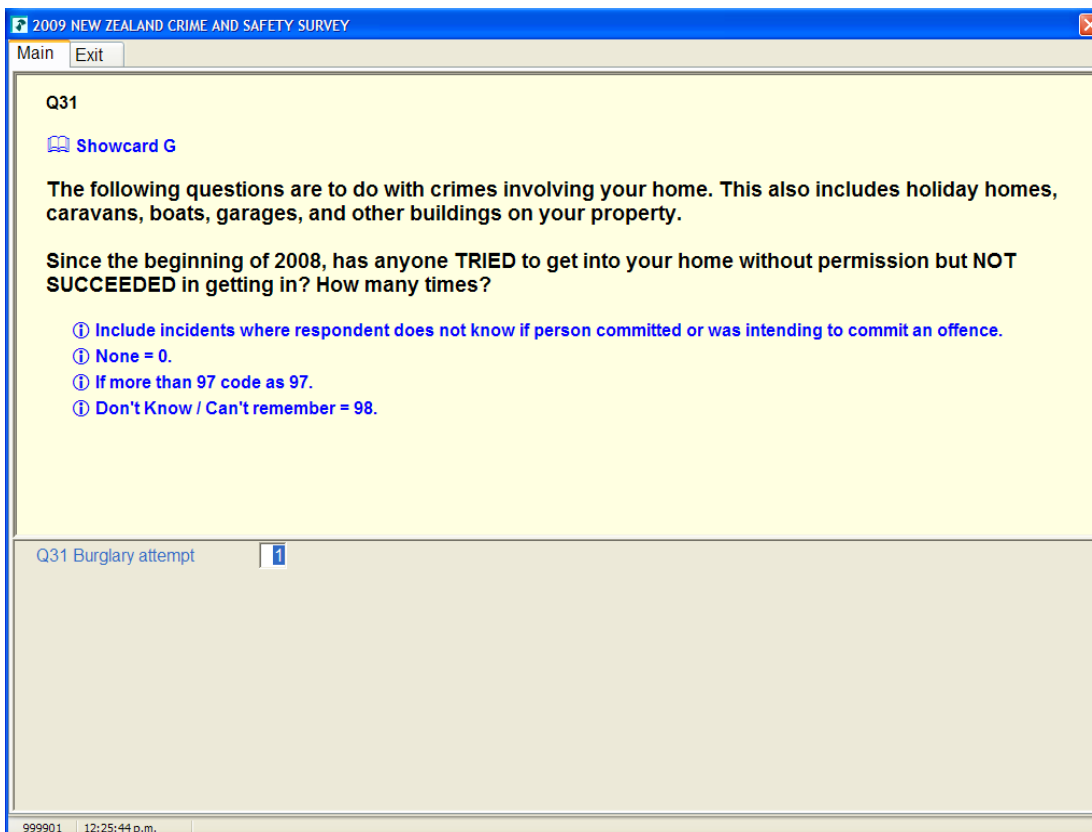 2009 NEW ZEALAND CRIME AND SAFETY SURVEY
Main Exit
Q31
Showcard G
The following questions are to do with crimes involving your home. This also includes holiday homes,
caravans, boats, garages, and other buildings on your property.
Since the beginning of 2008, has anyone TRIED to get into your home without permission but NOT
SUCCEEDED in getting in? How many times?
Include incidents where respondent does not know if person committed or was intending to commit an offence.
None = 0.
If more than 97 code as 97.
Don't Know / Can't remember = 98.
Q31 Burglary attempt 1
999901 12:25:44 p.m.